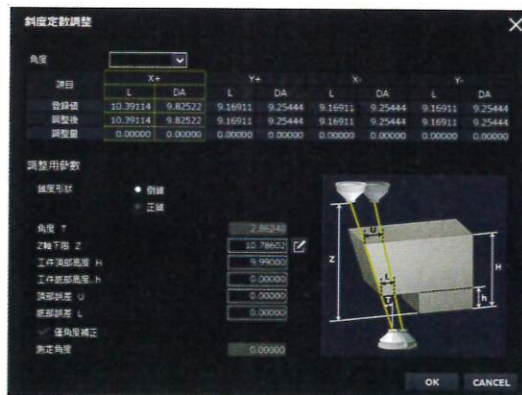 斜度定數調整
角度
項目 X+ Y+ X- Y-
L DA L DA L DA L DA
登録值 10.39114 9.82522 9.16911 9.25444 9.16911 9.25444 9.16911 9.25444
調整後 10.39114 9.82522 9.16911 9.25444 9.16911 9.25444 9.16911 9.25444
調整量 0.00000 0.00000 0.00000 0.00000 0.00000 0.00000 0.00000 0.00000
調整用參數
錐度形狀 倒錐
正錐
角度 T 2.86240
Z軸下限 Z 10.78602
工件頂部高度 H 9.99000
工件底部高度 h 0.00000
頂部誤差 U 0.00000
底部誤差 L 0.00000
僅角度補正
測定角度 0.00000
U
Z
H
L
h
T
OK CANCEL